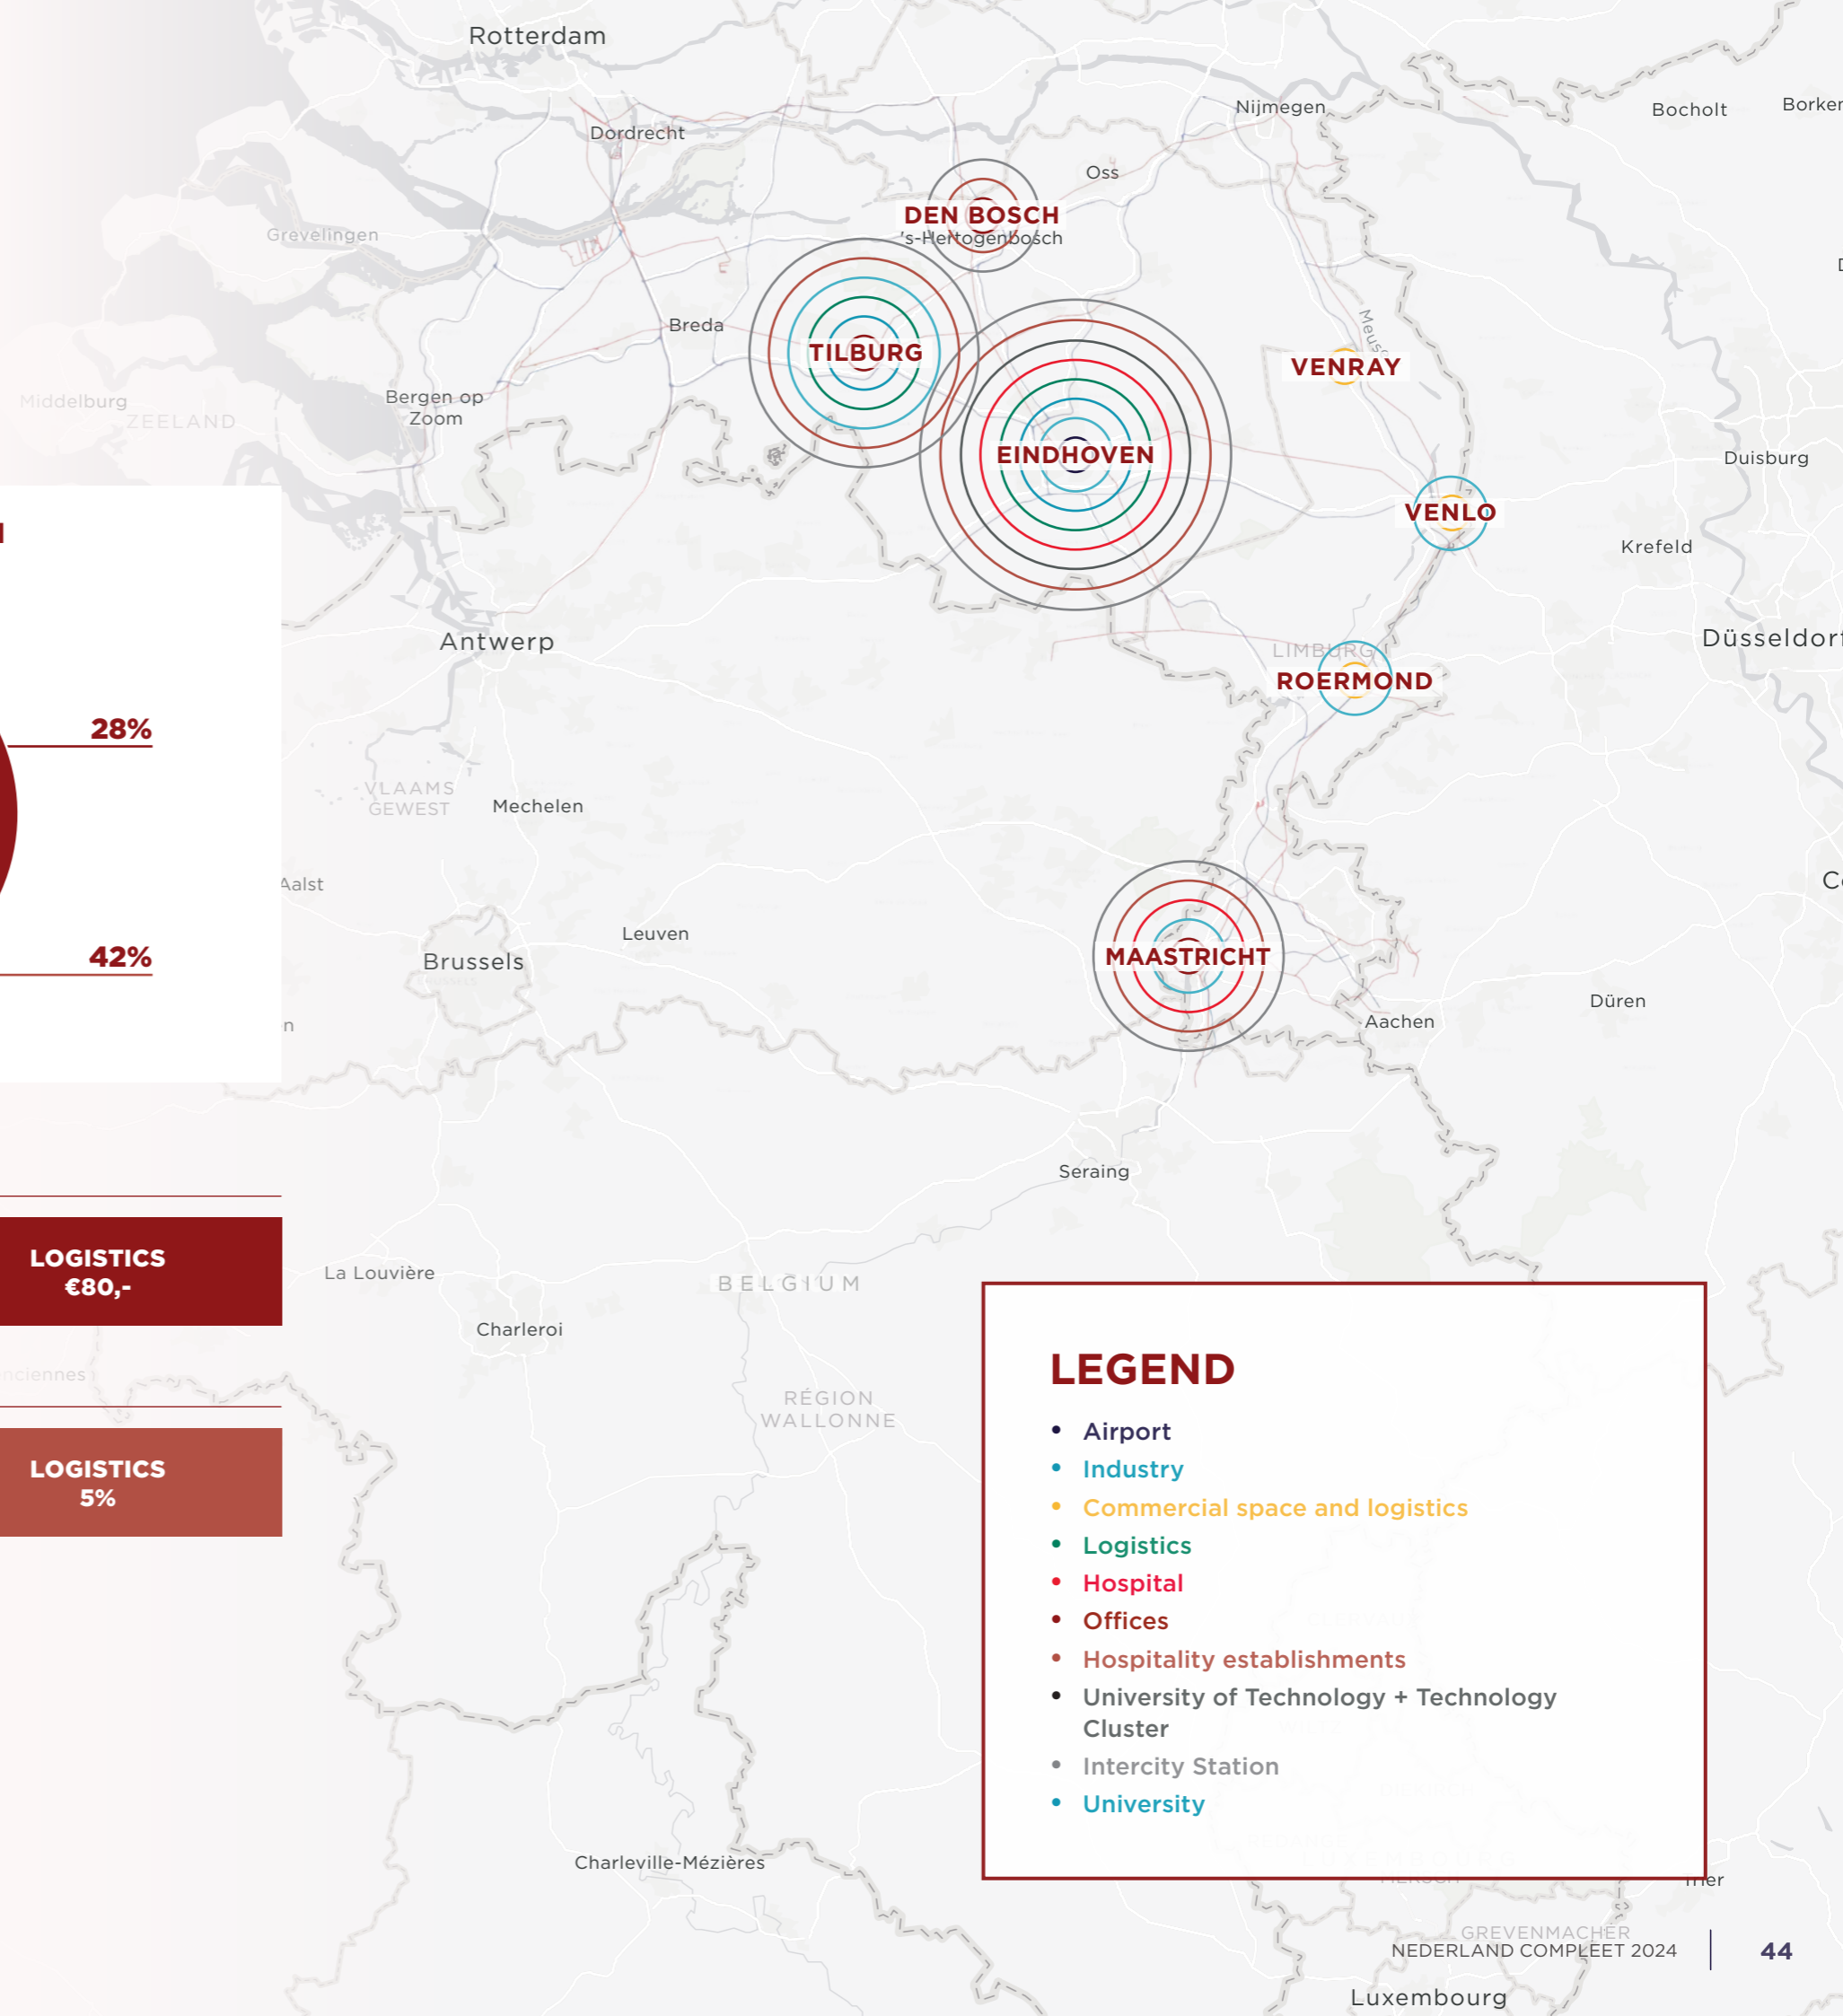 Rotterdam
Nijmegen
Bocholt
Dordrecht
Oss
DEN BOSCH
's-Hertogenbosch
Grevelingen
Breda
TILBURG
Meuse
VENRAY
Middelburg
ZEELAND
Bergen op
Zoom
EINDHOVEN
Duisburg
VENLO
Krefeld
Antwerp
LIMBURG
ROERMOND
28%
VLAAMS
GEWEST
Mechelen
Aalst
Leuven
42%
Brussels
MAASTRICHT
Düren
Aachen
Seraing
LOGISTICS
€80,-
La Louvière
BELGIUM
Charleroi
RÉGION
WALLONNE
LOGISTICS
5%
LEGEND
• Airport
• Industry
• Commercial space and logistics
• Logistics
• Hospital
• Offices
• Hospitality establishments
• University of Technology + Technology
Cluster
• Intercity Station
• University
Charleville-Mézières
GREVENMACHER
NEDERLAND COMPLEET 2024
44
Luxembourg